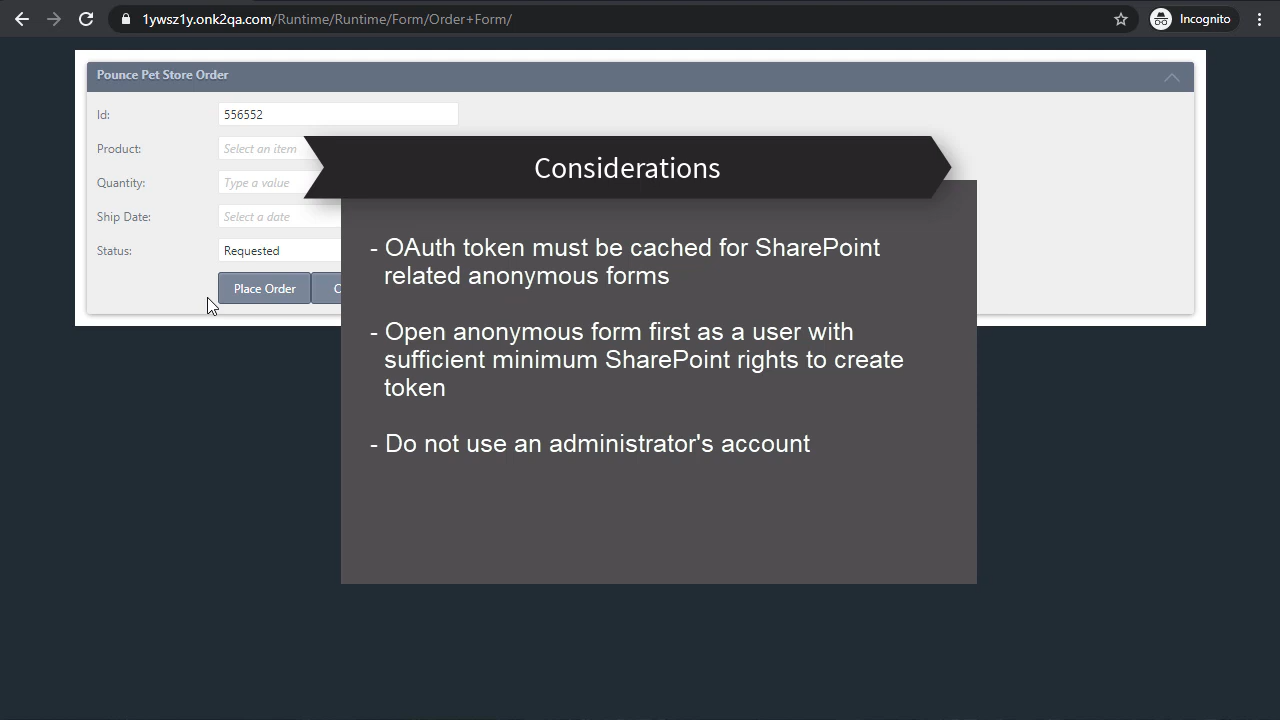 1ywsz1y.onk2qa.com/Runtime/Runtime/Form/Order+Form/
Incognito
Pounce Pet Store Order
Id:
556552
Product:
Select an item
Quantity:
Type a value
Ship Date:
Select a date
Status:
Requested
Place Order
Considerations
- OAuth token must be cached for SharePoint
related anonymous forms
- Open anonymous form first as a user with
sufficient minimum SharePoint rights to create
token
- Do not use an administrator's account